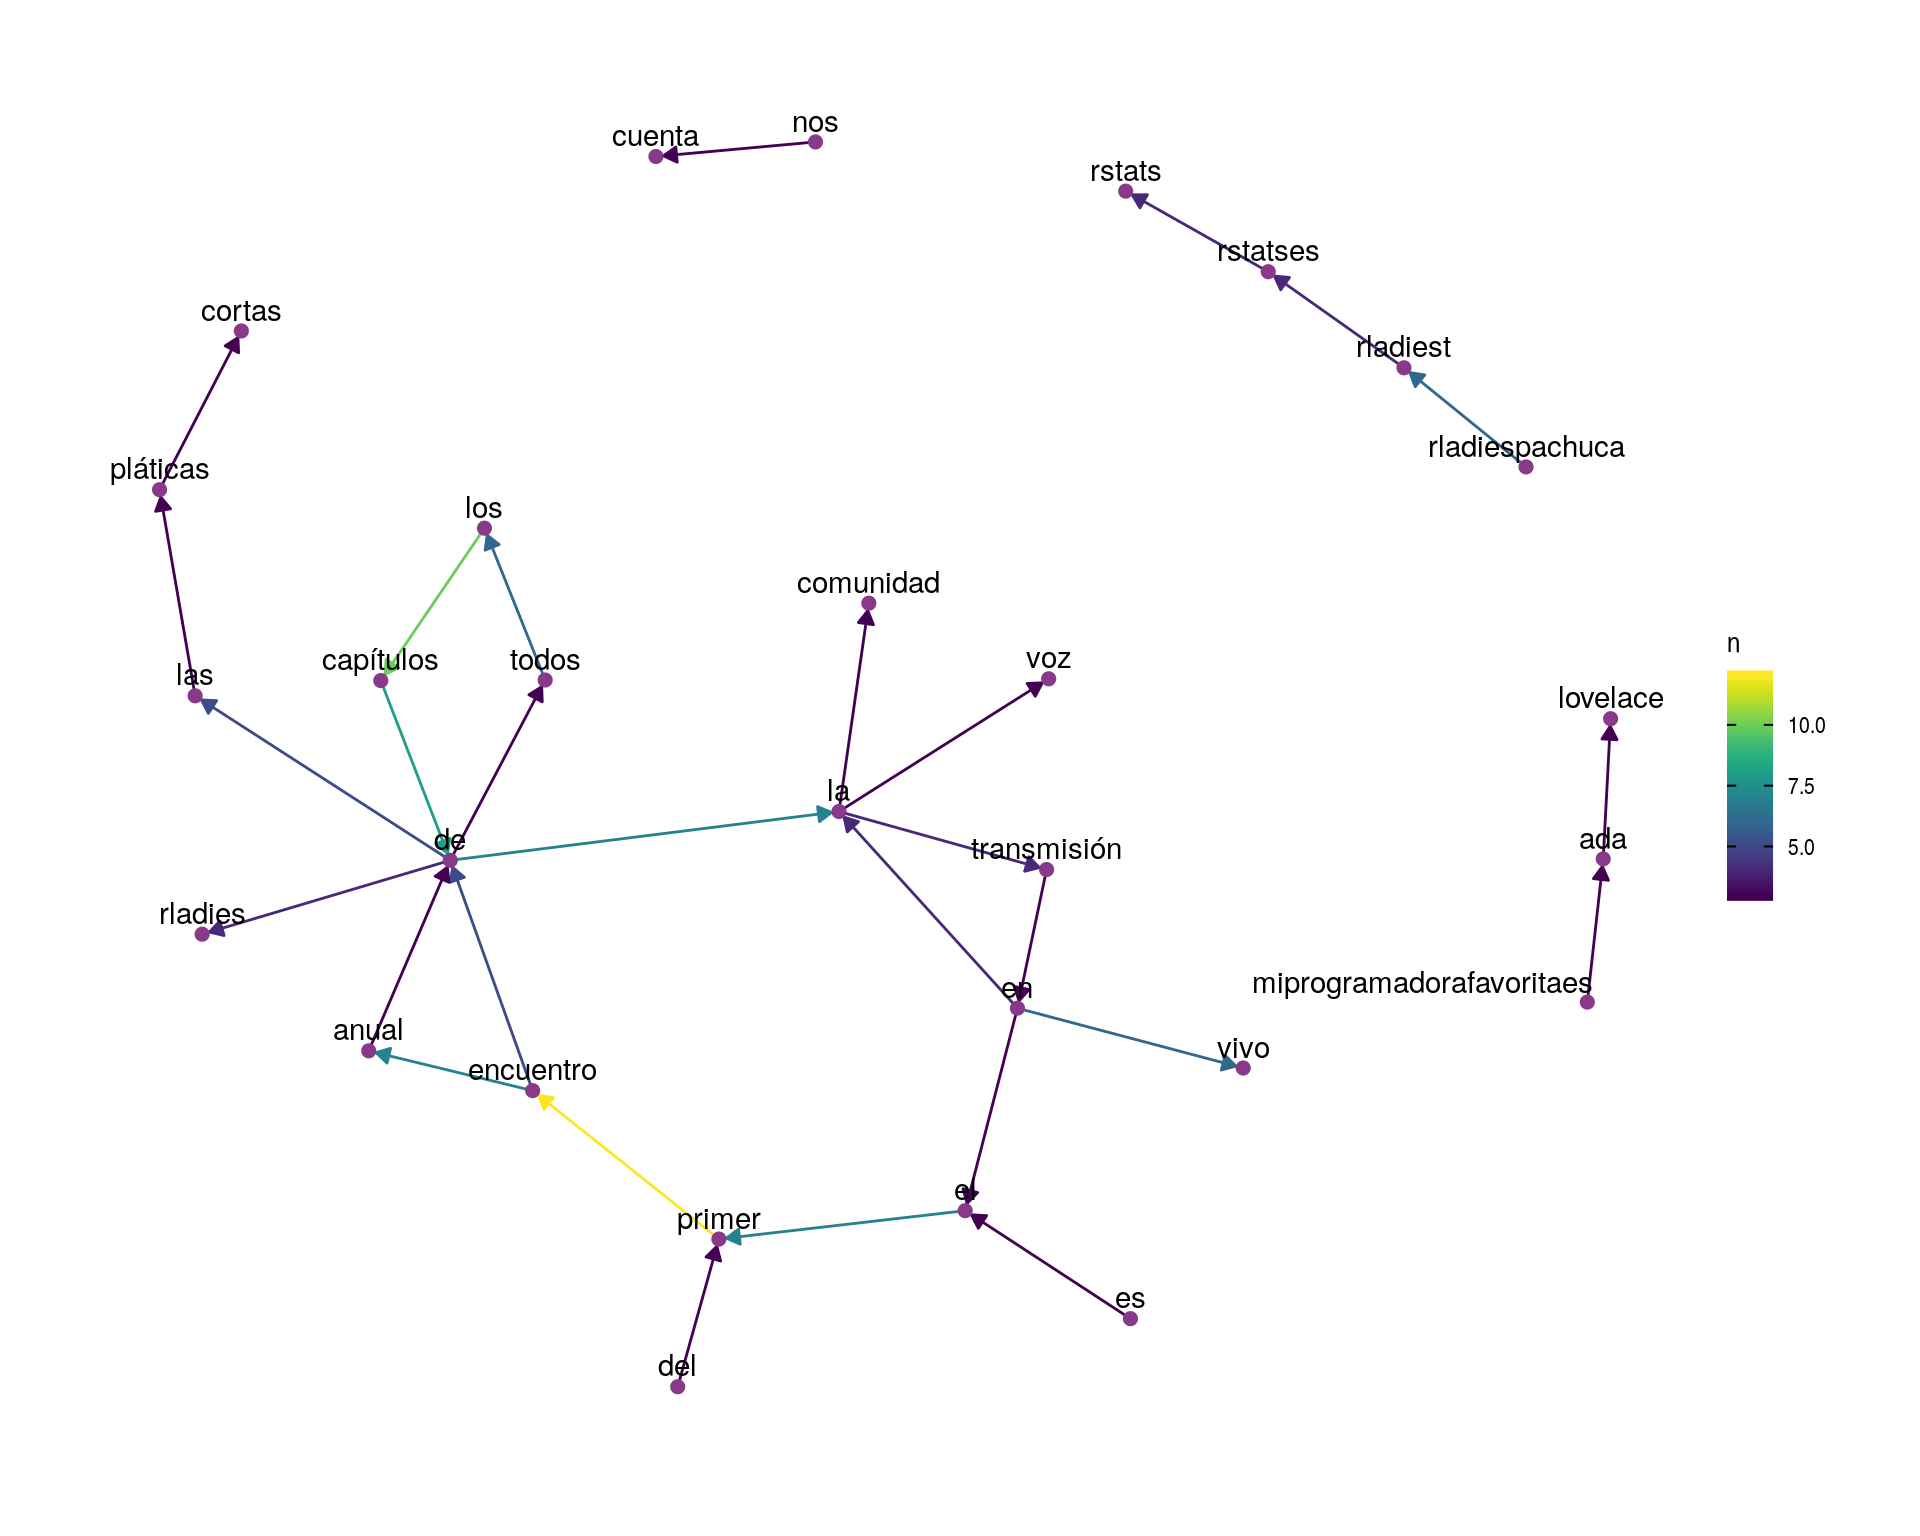 nos
cuenta
rstats
rstatses
cortas
rladiest
rladiespachuca
pláticas
los
comunidad
n
voz
capítulos
todos
las
lovelace
10.0
7.5
la
de
transmisión
ada
5.0
rladies
miprogramadorafavoritaes
en
anual
vivo
encuentro
el
primer
es
del